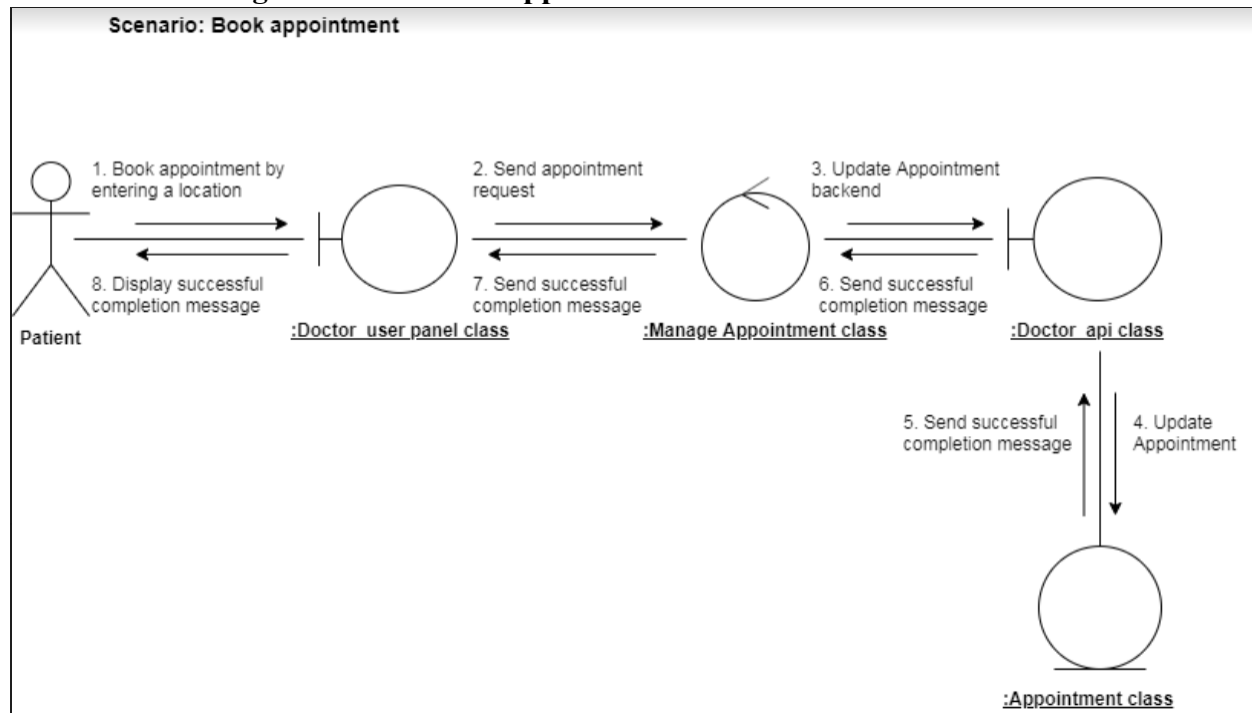 Scenario: Book appointment
1. Book appointment by
entering a location
2. Send appointment
request
3. Update Appointment
backend
8. Display successful
completion message
7. Send successful
completion message
6. Send successful
completion message
Patient
:Doctor_user panel class
:Manage Appointment class
:Doctor_api class
5. Send successful
completion message
4. Update
Appointment
:Appointment class